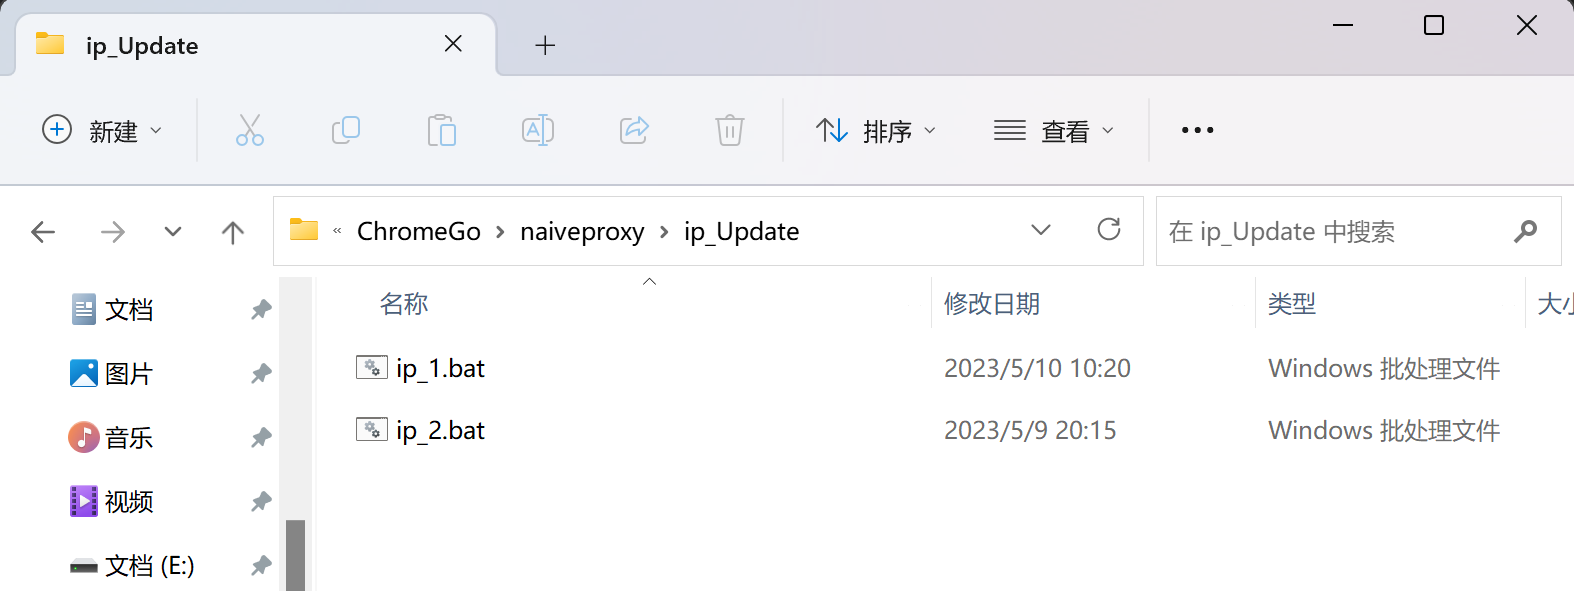 ip_Update
新建
排序
查看
« ChromeGo > naiveproxy > ip_Update
在 ip_Update 中搜索
名称 修改日期 类型 大小
文档
图片
音乐
视频
文档 (E:)
ip_1.bat 2023/5/10 10:20 Windows 批处理文件
ip_2.bat 2023/5/9 20:15 Windows 批处理文件